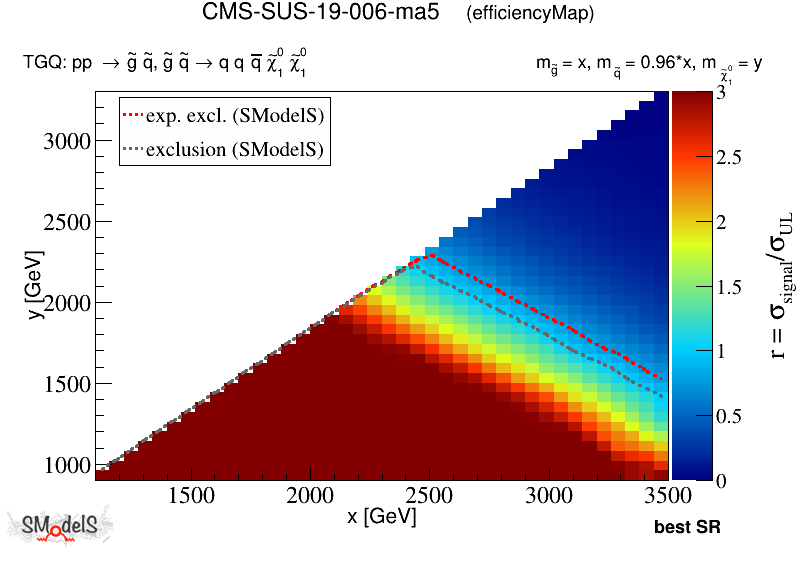 CMS-SUS-19-006-ma5 (efficiencyMap)
TGQ: pp → g̃ q̃, g̃ q̃ → q q q̅ χ̃₁⁰ χ̃₁⁰
m_g̃ = x, m_q̃ = 0.96*x, m_χ̃₁⁰ = y
exp. excl. (SModelS)
exclusion (SModelS)
y [GeV]
3000
2500
2000
1500
1000
1500
2000
2500
3000
3500
x [GeV]
3
2.5
2
1.5
1
0.5
0
r = σ_signal/σ_UL
SModelS
best SR